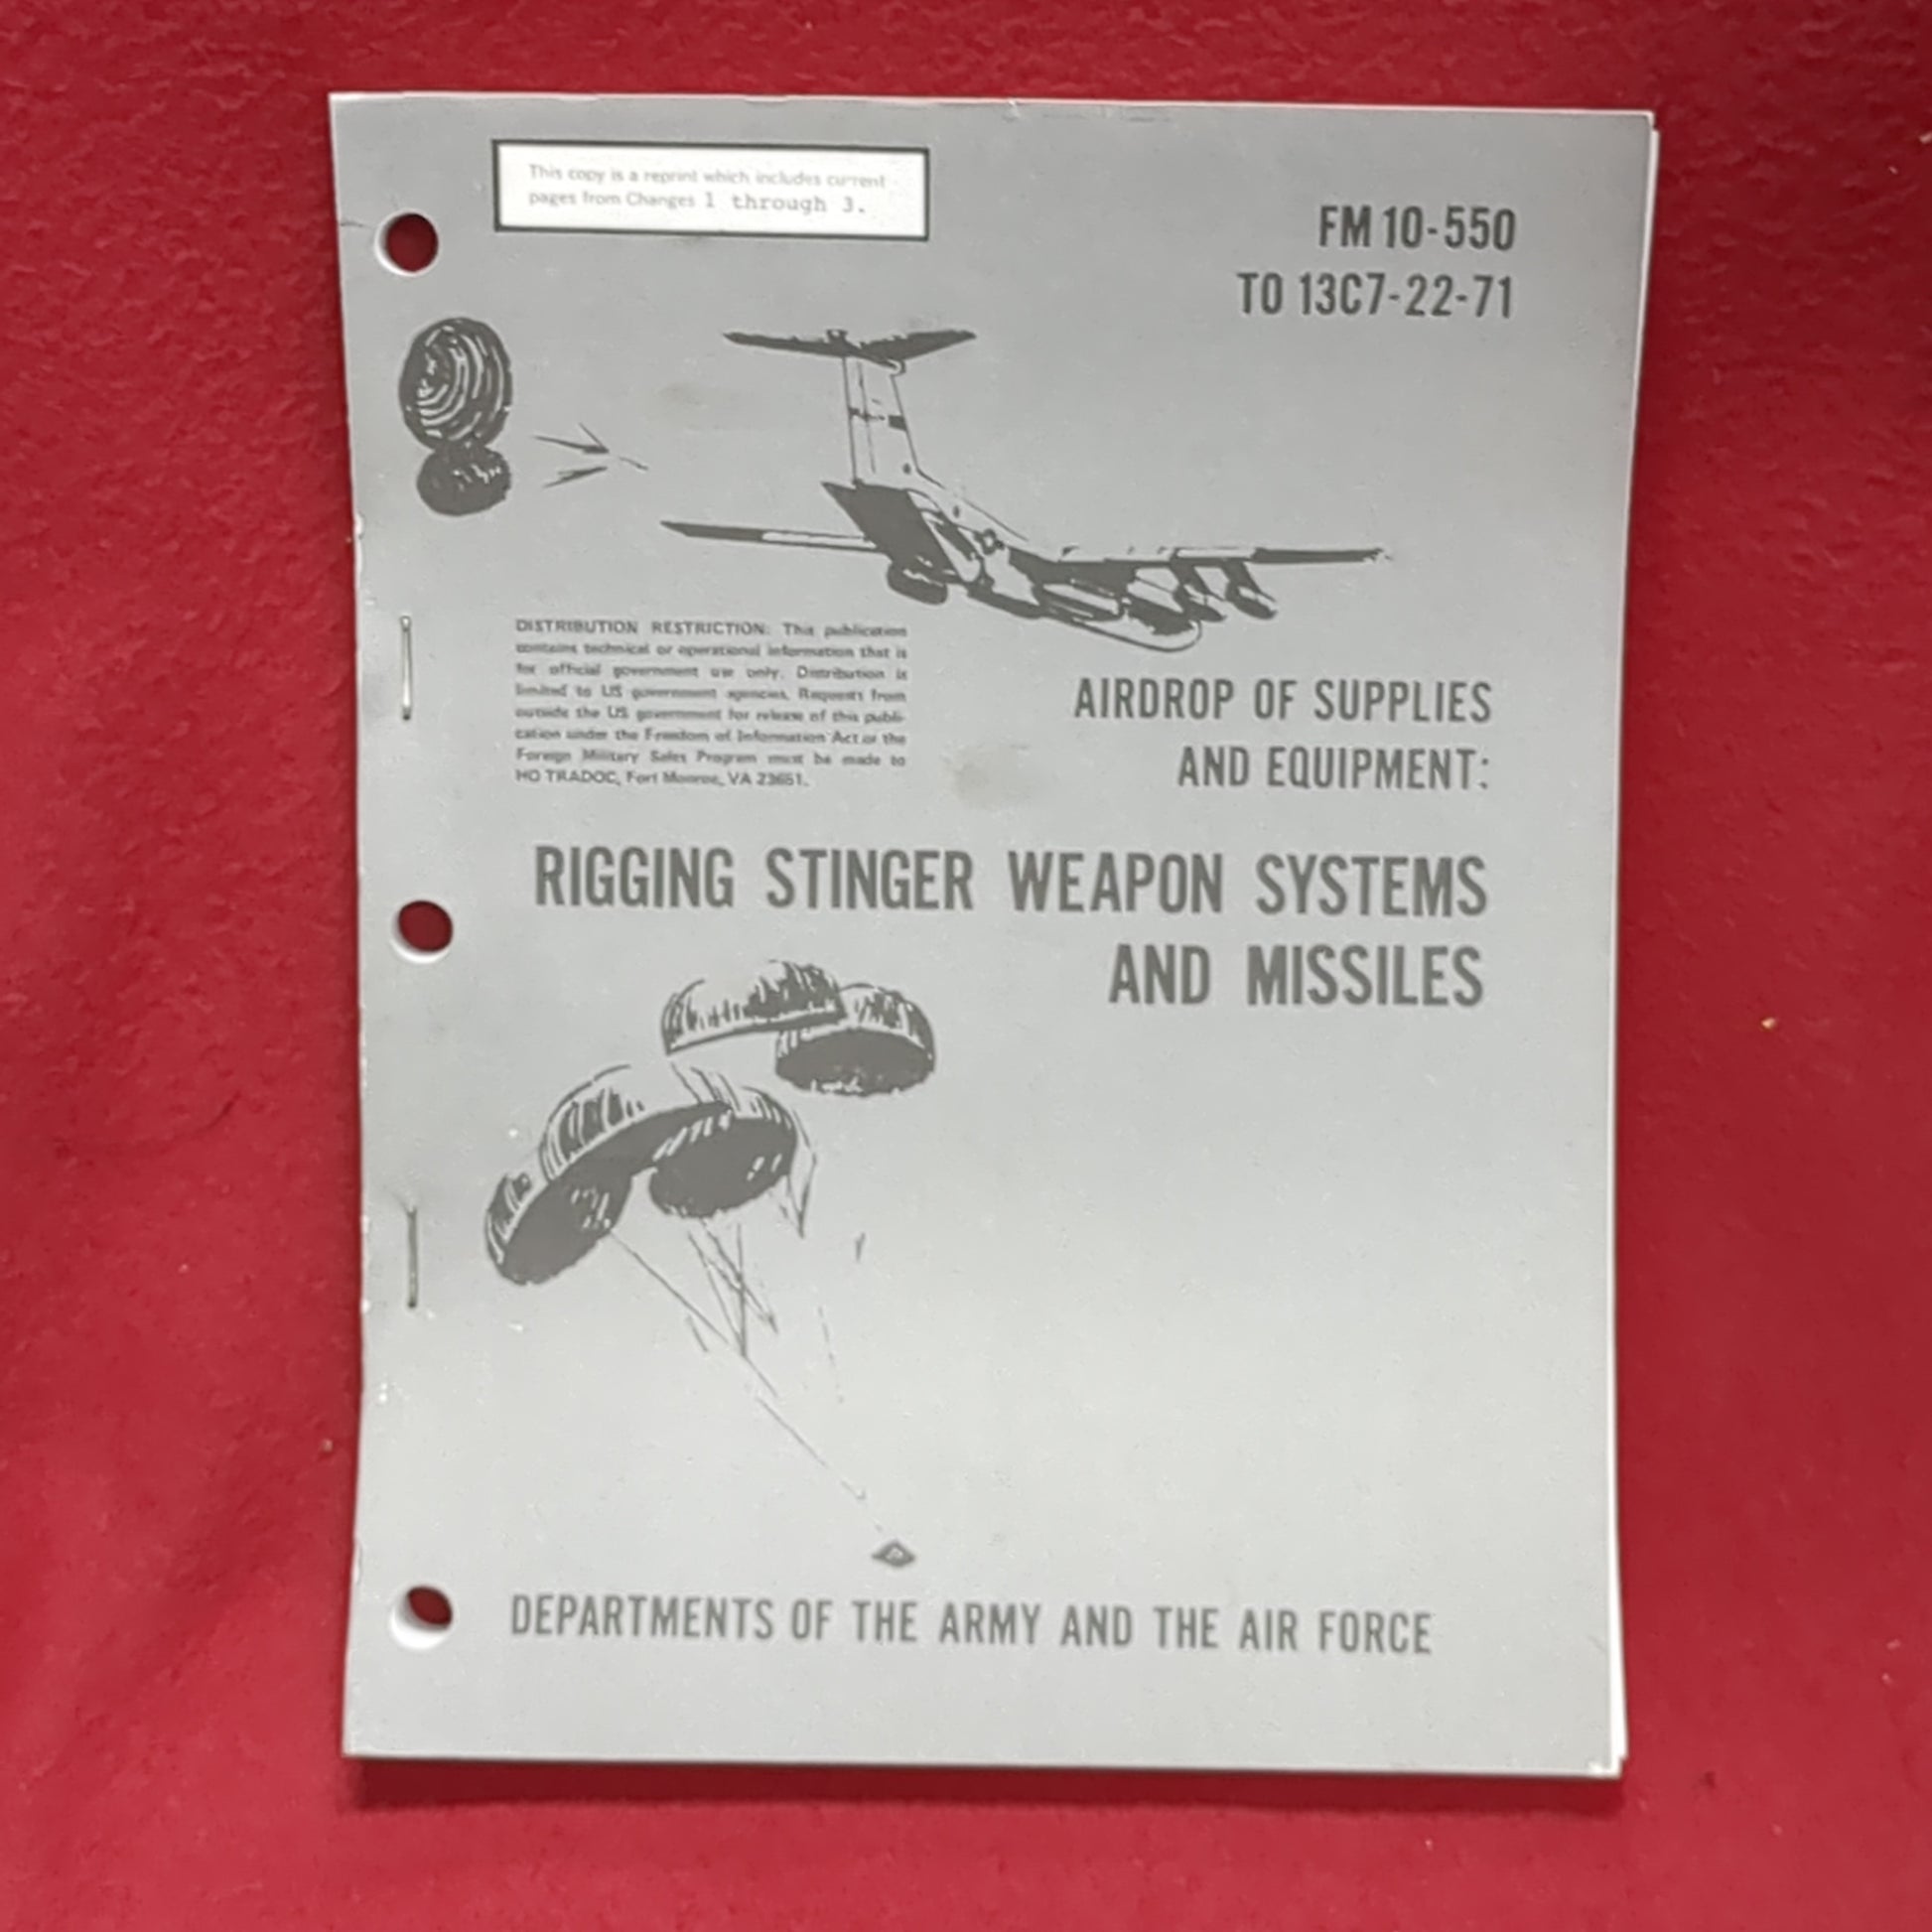 This copy is a reprint which includes current
pages from Changes 1 through 3.
FM 10-550
TO 13C7-22-71
DISTRIBUTION RESTRICTION: This publication
contains technical or operational information that is
for official government use only. Distribution is
limited to US government agencies. Requests from
outside the US government for release of this publi-
cation under the Freedom of Information Act or the
Foreign Military Sales Program must be made to
HQ TRADOC, Fort Monroe, VA 23651.
AIRDROP OF SUPPLIES
AND EQUIPMENT:
RIGGING STINGER WEAPON SYSTEMS
AND MISSILES
DEPARTMENTS OF THE ARMY AND THE AIR FORCE